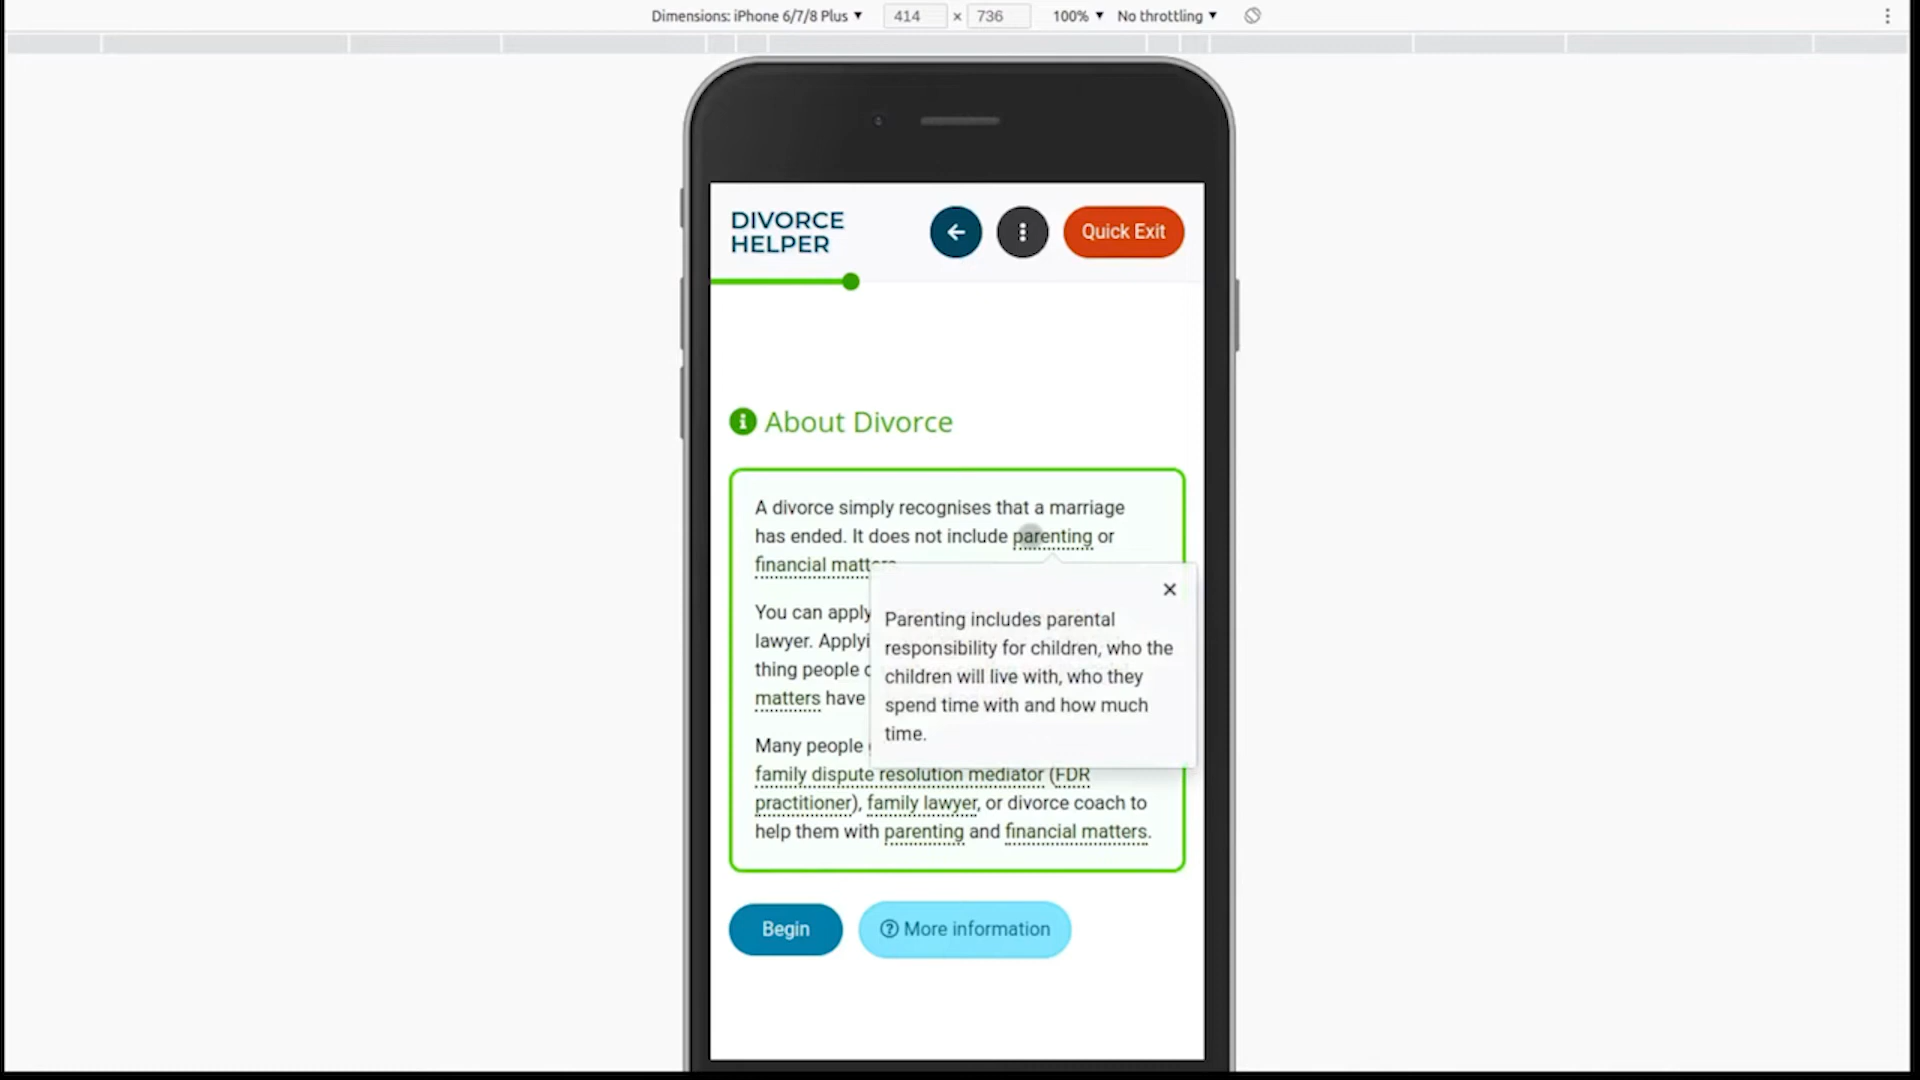 Dimensions: iPhone 6/7/8 Plus ▼ 414 × 736 100% ▼ No throttling ▼
DIVORCE
HELPER
Quick Exit
About Divorce
A divorce simply recognises that a marriage
has ended. It does not include parenting or
financial matters
You can apply
lawyer. Applyi
thing people
matters have
Many people
family dispute resolution mediator (FDR
practitioner), family lawyer, or divorce coach to
help them with parenting and financial matters.
×
Parenting includes parental
responsibility for children, who the
children will live with, who they
spend time with and how much
time.
Begin
More information